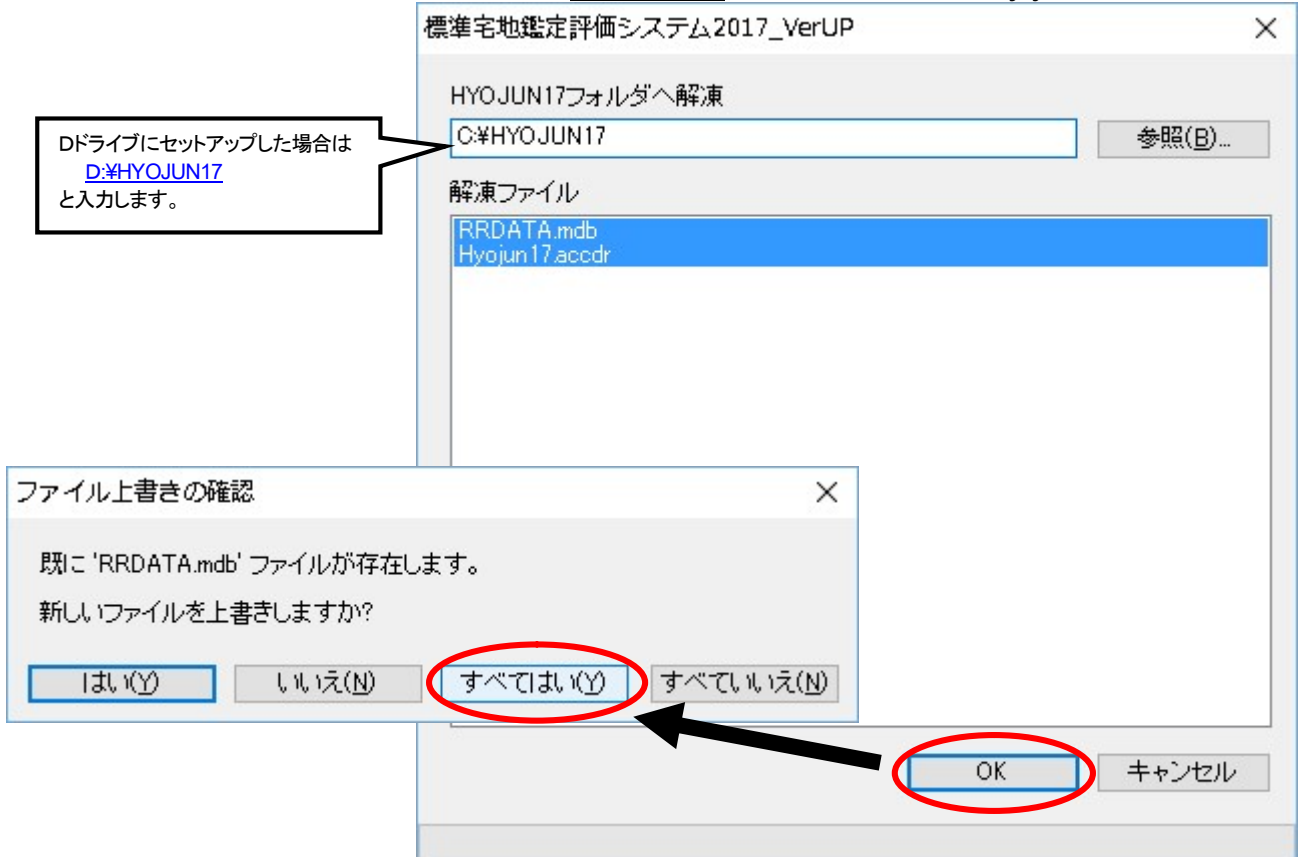 標準宅地鑑定評価システム2017_VerUP
HYOJUN17フォルダへ解凍
C:¥HYOJUN17
参照(B)...
Dドライブにセットアップした場合は
D:¥HYOJUN17
と入力します。
解凍ファイル
RRDATA.mdb
Hyojun17.accdr
ファイル上書きの確認
既に 'RRDATA.mdb' ファイルが存在します。
新しいファイルを上書きしますか?
はい(Y)
いいえ(N)
すべてはい(Y)
すべていいえ(N)
OK
キャンセル